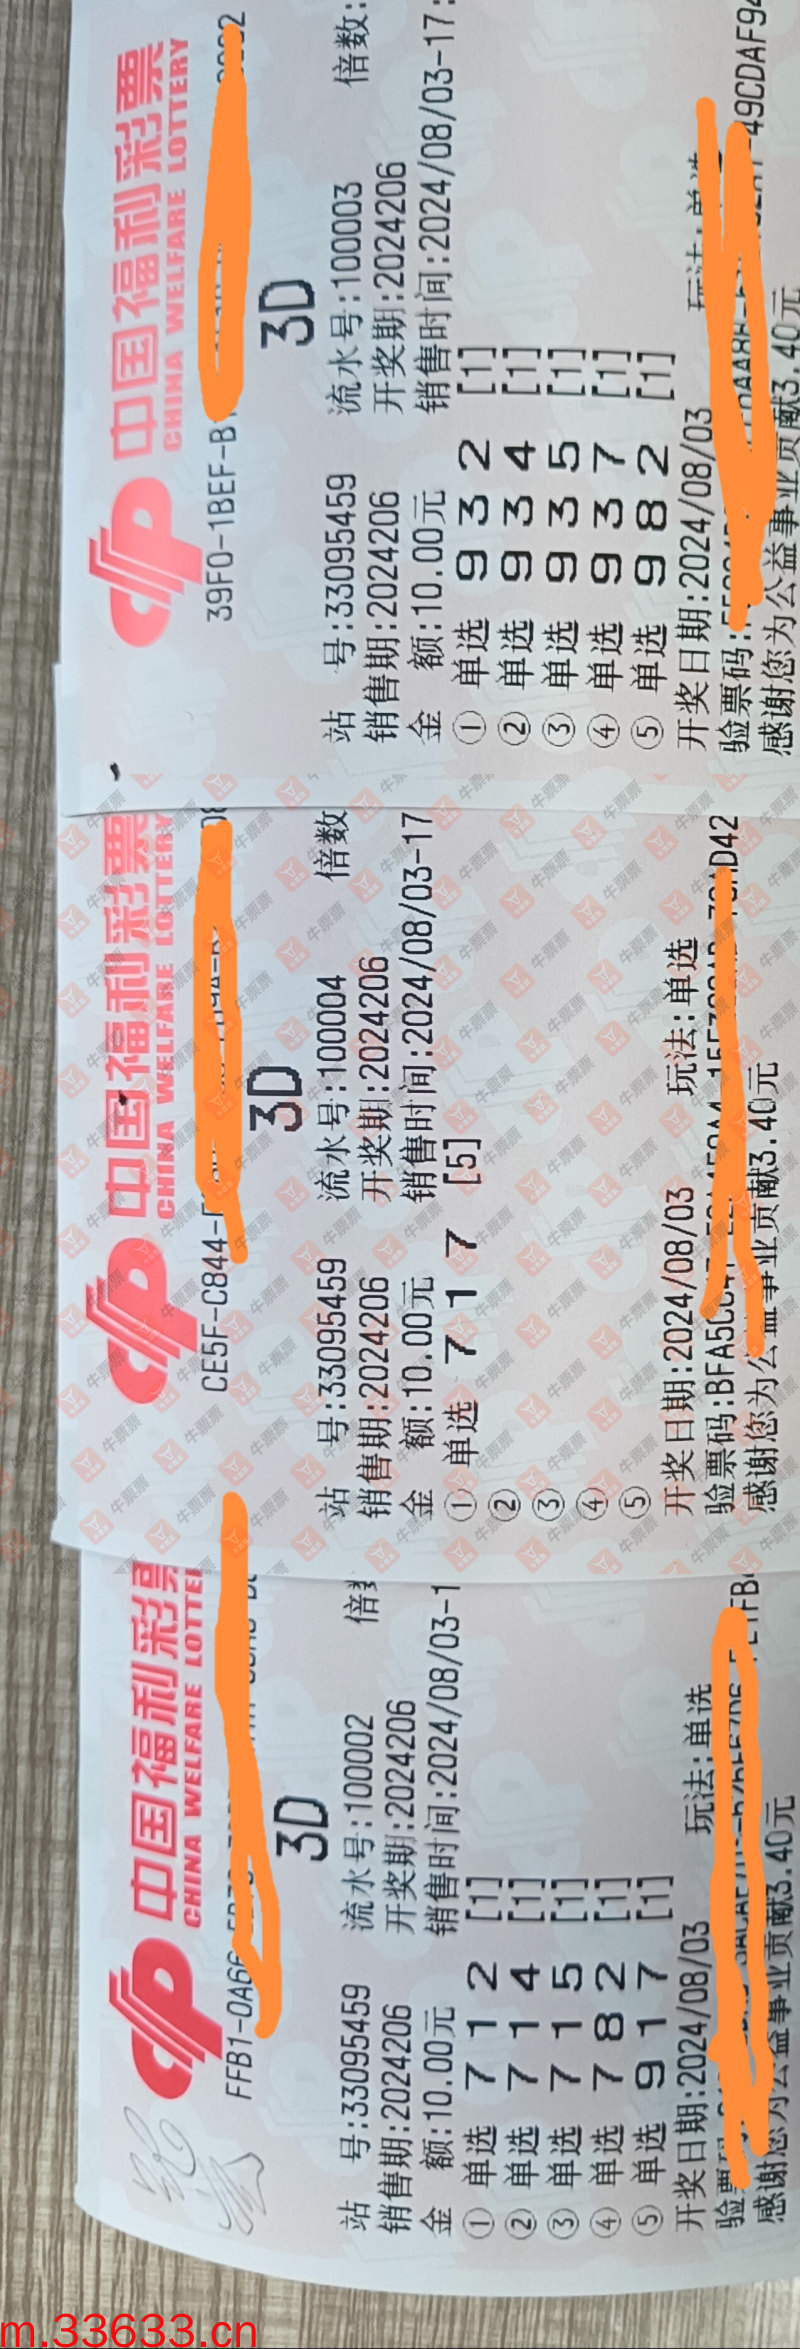 中国福利彩票
CHINA WELFARE LOTTERY
39F0-1BEF-B
3D
站 号:33095459 流水号:100003 倍数:
销售期:2024206 开奖期:2024206
金 额:10.00元 销售时间:2024/08/03-17:
① 单选 9 3 2 [1]
② 单选 9 3 4 [1]
③ 单选 9 3 5 [1]
④ 单选 9 3 7 [1]
⑤ 单选 9 8 2 [1]
开奖日期:2024/08/03 玩法:单选
验票码: 49CDAF94
感谢您为公益事业贡献3.40元
中国福利彩票
CHINA WELFARE LOTTERY
CE5F-C844-
3D
站 号:33095459 流水号:100004 倍数
销售期:2024206 开奖期:2024206
金 额:10.00元 销售时间:2024/08/03-17
① 单选 7 1 7 [5]
②
③
④
⑤
开奖日期:2024/08/03 玩法:单选
验票码:BFA5 AD42
感谢您为公益事业贡献3.40元
中国福利彩票
CHINA WELFARE LOTTER
FFB1-0A66
3D
站 号:33095459 流水号:100002 倍
销售期:2024206 开奖期:2024206
金 额:10.00元 销售时间:2024/08/03-1
① 单选 7 1 2 [1]
② 单选 7 1 4 [1]
③ 单选 7 1 5 [1]
④ 单选 7 8 2 [1]
⑤ 单选 9 1 7 [1]
开奖日期:2024/08/03 玩法:单选
感谢您为公益事业贡献3.40元
牛票票
m.33633.cn